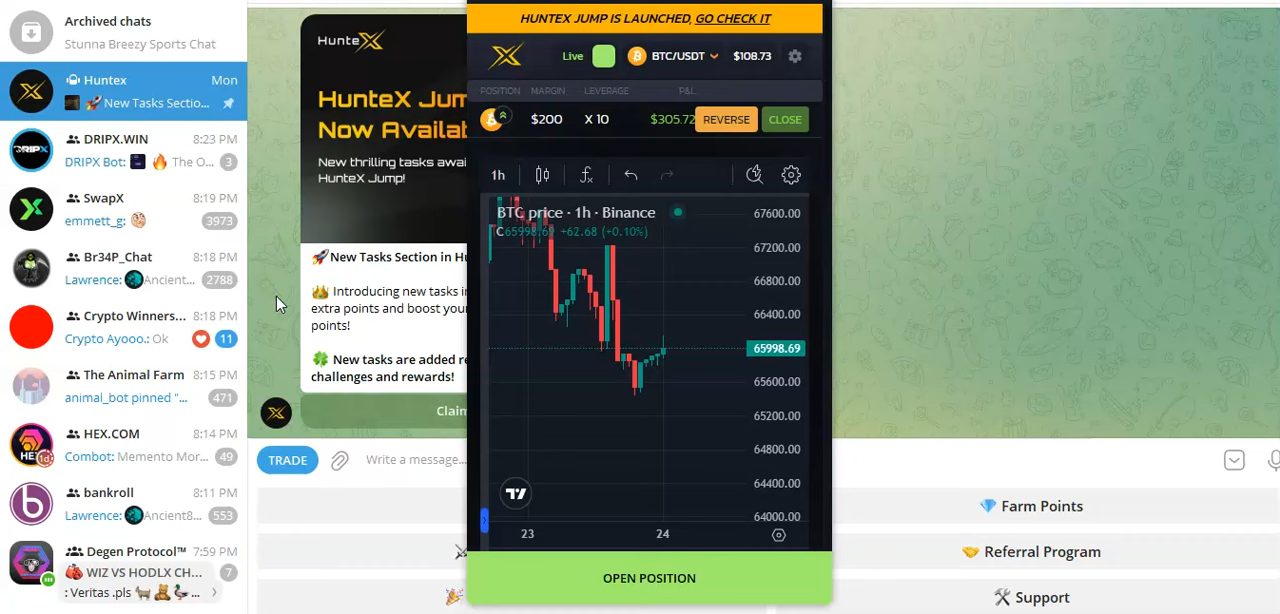 Archived chats
Stunna Breezy Sports Chat
Huntex Mon
🚀 New Tasks Sectio...
DRIPX.WIN 8:23 PM
DRIPX
DRIPX Bot: 🔥 The O... 3
SwapX 8:19 PM
emmett_g: 3973
Br34P_Chat 8:18 PM
Lawrence: Ancient... 2788
Crypto Winners... 8:18 PM
Crypto Ayooo.: Ok 11
The Animal Farm 8:15 PM
animal_bot pinned "... 471
HEX.COM 8:14 PM
HE 1d
Combot: Memento Mor... 49
bankroll 8:11 PM
b
Lawrence: Ancient8... 553
Degen Protocol™ 7:59 PM
WIZ VS HODLX CH... 7
: Veritas .pls ...
HunteX
HunteX Jum
Now Availa
New thrilling tasks awai
HunteX Jump!
🚀New Tasks Section in Hu
👑 Introducing new tasks in
extra points and boost your
points!
🍀 New tasks are added re
challenges and rewards!
Claim
TRADE
Write a message...
HUNTEX JUMP IS LAUNCHED, GO CHECK IT
Live BTC/USDT $108.73
POSITION MARGIN LEVERAGE P&L
$200 X 10 $305.72 REVERSE CLOSE
1h
BTC price · 1h · Binance
C65998.69 +62.68 (+0.10%)
67600.00
67200.00
66800.00
66400.00
65998.69
65600.00
65200.00
64800.00
64400.00
64000.00
23 24
OPEN POSITION
💎 Farm Points
🤝 Referral Program
🛠 Support